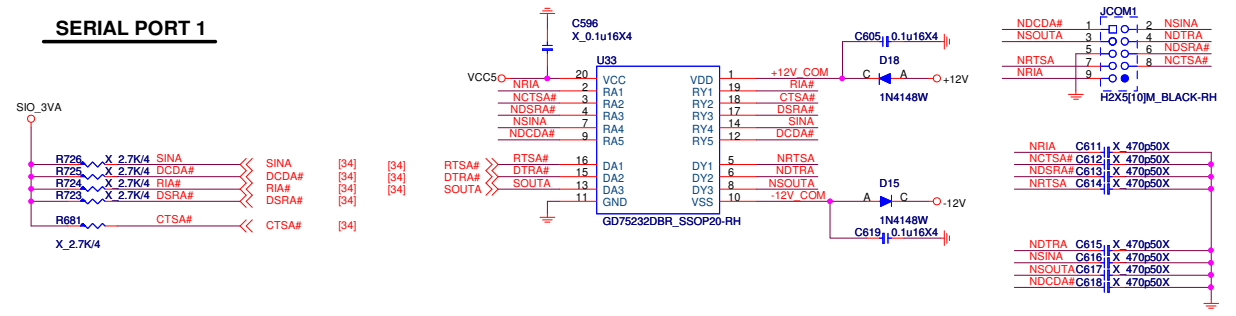 SERIAL PORT 1
SIO_3VA
R726 X_2.7K/4 SINA SINA [34]
R725 X_2.7K/4 DCDA# DCDA# [34]
R724 X_2.7K/4 RIA# RIA# [34]
R723 X_2.7K/4 DSRA# DSRA# [34]
R681 CTSA# CTSA# [34]
X_2.7K/4
C596
X_0.1u16X4
U33
VCC5 20 VCC VDD 1 +12V_COM
NRIA 2 RA1 RY1 19 RIA#
NCTSA# 3 RA2 RY2 18 CTSA#
NDSRA# 4 RA3 RY3 17 DSRA#
NSINA 7 RA4 RY4 14 SINA
NDCDA# 9 RA5 RY5 12 DCDA#
[34] RTSA# RTSA# 16 DA1 DY1 5 NRTSA
[34] DTRA# DTRA# 15 DA2 DY2 6 NDTRA
[34] SOUTA SOUTA 13 DA3 DY3 8 NSOUTA
11 GND VSS 10 -12V_COM
GD75232DBR_SSOP20-RH
C605 0.1u16X4
D18
C A +12V
1N4148W
D15
A C -12V
1N4148W
C619 0.1u16X4
JCOM1
NDCDA# 1 2 NSINA
NSOUTA 3 4 NDTRA
5 6 NDSRA#
NRTSA 7 8 NCTSA#
NRIA 9
H2X5[10]M_BLACK-RH
NRIA C611 X_470p50X
NCTSA# C612 X_470p50X
NDSRA# C613 X_470p50X
NRTSA C614 X_470p50X
NDTRA C615 X_470p50X
NSINA C616 X_470p50X
NSOUTA C617 X_470p50X
NDCDA# C618 X_470p50X